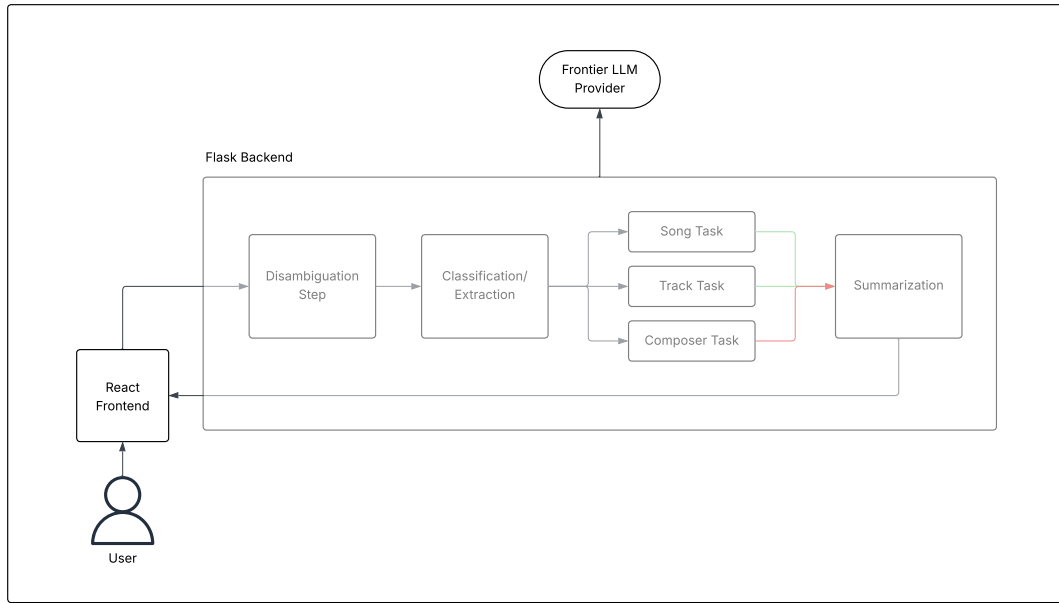 Frontier LLM
Provider
Flask Backend
Disambiguation
Step
Classification/
Extraction
Song Task
Track Task
Composer Task
Summarization
React
Frontend
User